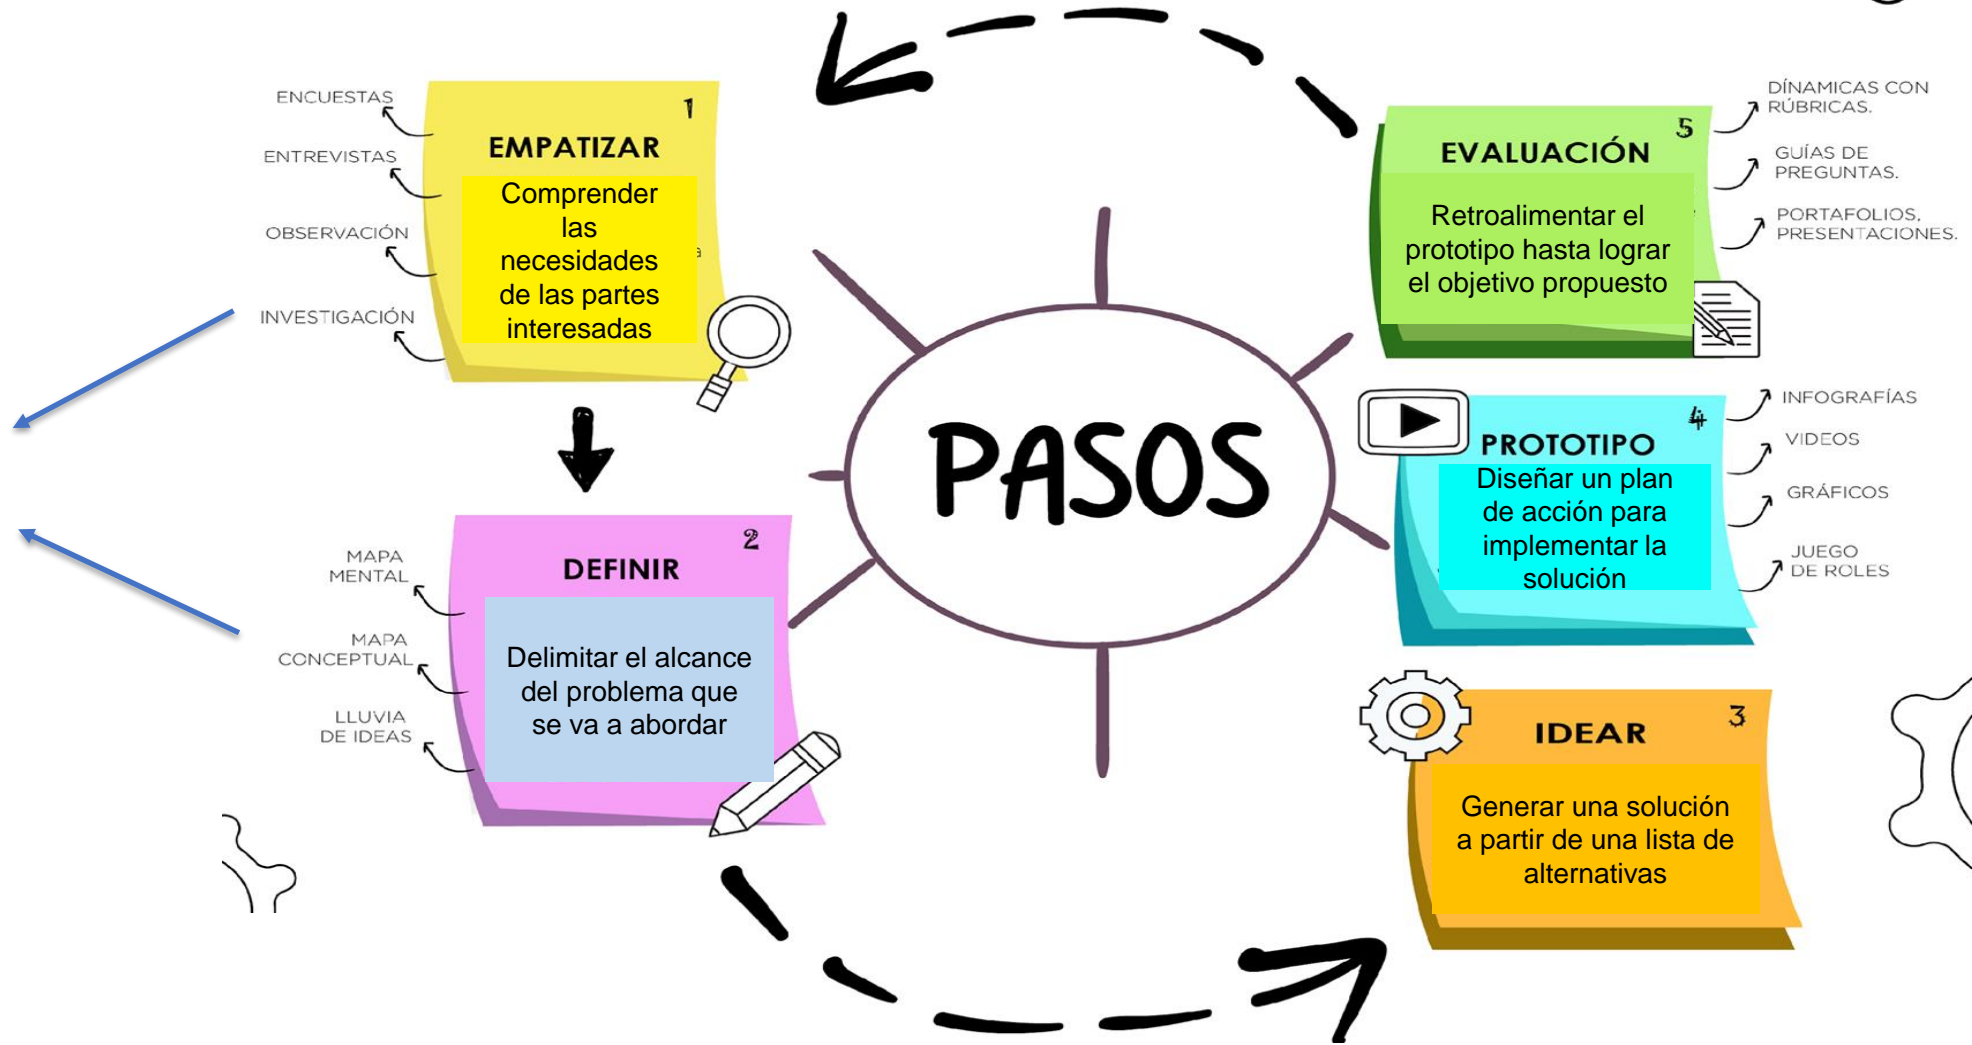 ENCUESTAS
ENTREVISTAS
OBSERVACIÓN
INVESTIGACIÓN
1
EMPATIZAR
Comprender
las
necesidades
de las partes
interesadas
a
2
DEFINIR
MAPA
MENTAL
MAPA
CONCEPTUAL
LLUVIA
DE IDEAS
Delimitar el alcance
del problema que
se va a abordar
PASOS
3
IDEAR
Generar una solución
a partir de una lista de
alternativas
4
PROTOTIPO
Diseñar un plan
de acción para
implementar la
solución
INFOGRAFÍAS
VIDEOS
GRÁFICOS
JUEGO
DE ROLES
5
EVALUACIÓN
Retroalimentar el
prototipo hasta lograr
el objetivo propuesto
DÍNAMICAS CON
RÚBRICAS.
GUÍAS DE
PREGUNTAS.
PORTAFOLIOS,
PRESENTACIONES.